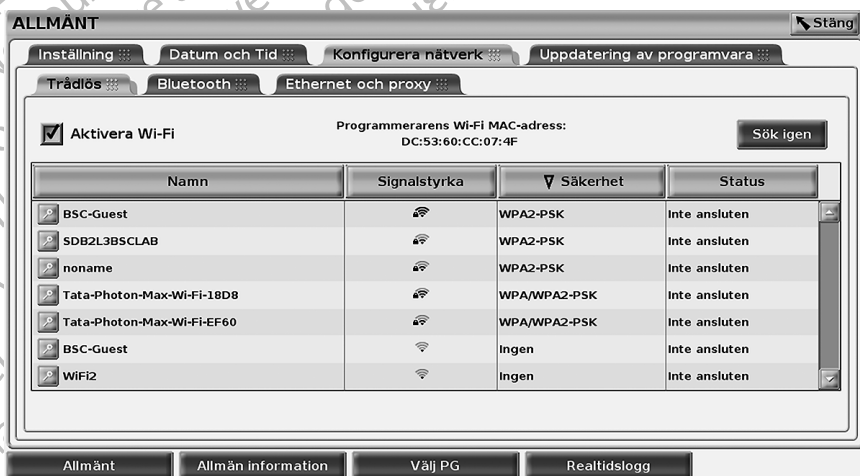 ALLMÄNT
Stäng
Inställning
Datum och Tid
Konfigurera nätverk
Uppdatering av programvara
Trådlös
Bluetooth
Ethernet och proxy
Aktivera Wi-Fi
Programmerarens Wi-Fi MAC-adress:
DC:53:60:CC:07:4F
Sök igen
Namn Signalstyrka Säkerhet Status
BSC-Guest WPA2-PSK Inte ansluten
SDB2L3BSCLAB WPA2-PSK Inte ansluten
noname WPA2-PSK Inte ansluten
Tata-Photon-Max-Wi-Fi-18D8 WPA/WPA2-PSK Inte ansluten
Tata-Photon-Max-Wi-Fi-EF60 WPA/WPA2-PSK Inte ansluten
BSC-Guest Ingen Inte ansluten
WiFi2 Ingen Inte ansluten
Allmänt
Allmän information
Välj PG
Realtidslogg